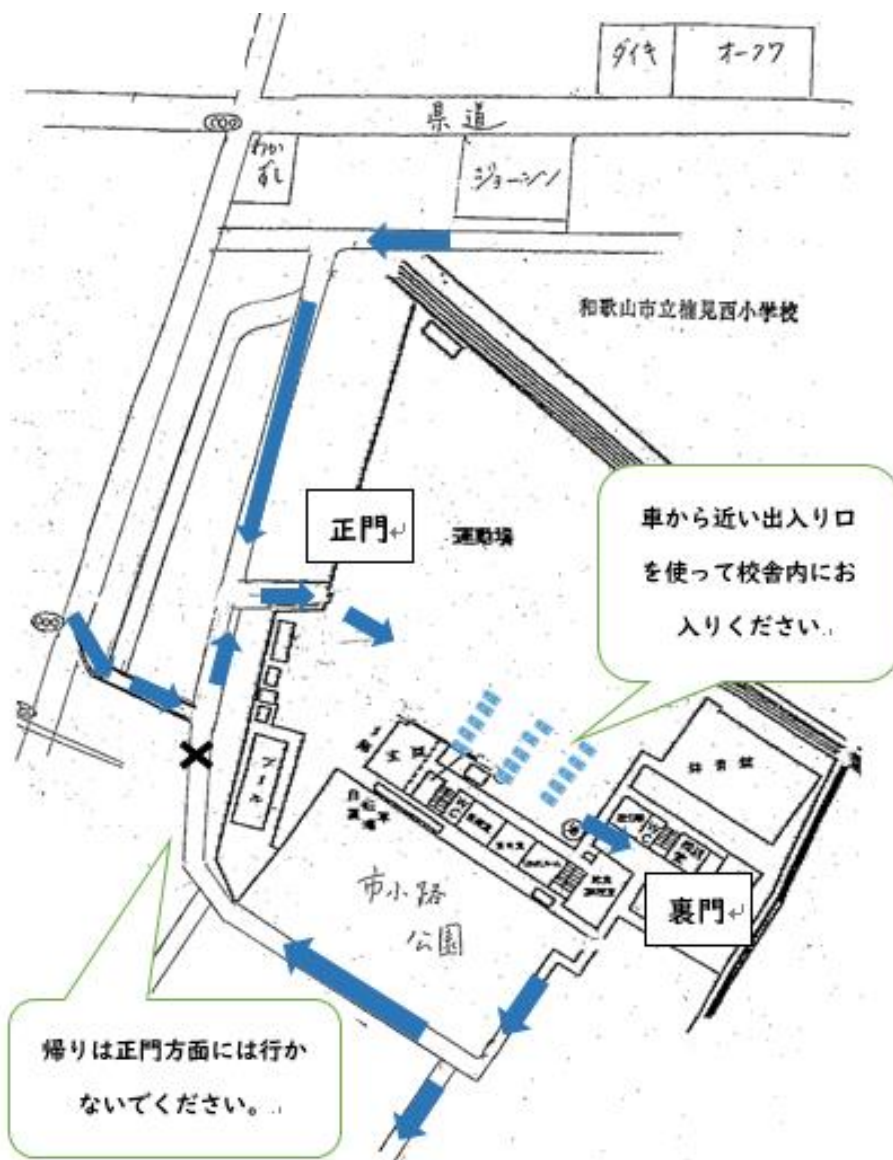 ダイキ
オークワ
県道
わか
ずし
ジョーシン
和歌山市立楠見西小学校
正門
運動場
車から近い出入り口
を使って校舎内にお
入りください
プール
体育館
WC
WC
自転車
置場
市小路
公園
裏門
帰りは正門方面には行か
ないでください。